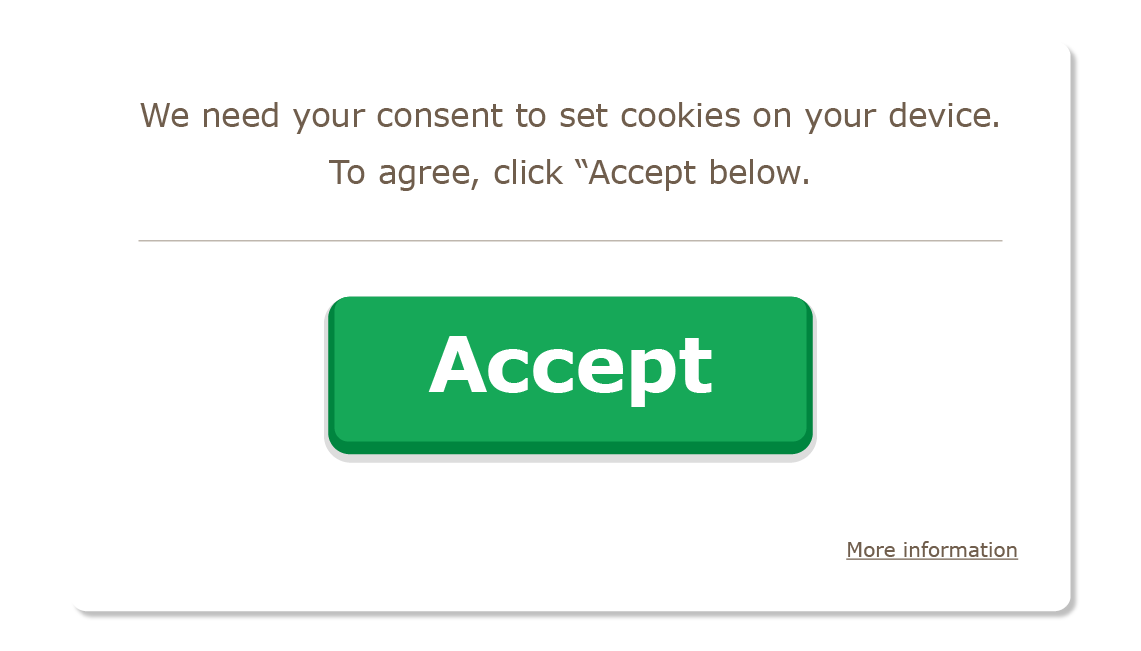 We need your consent to set cookies on your device.
To agree, click “Accept below.
Accept
More information